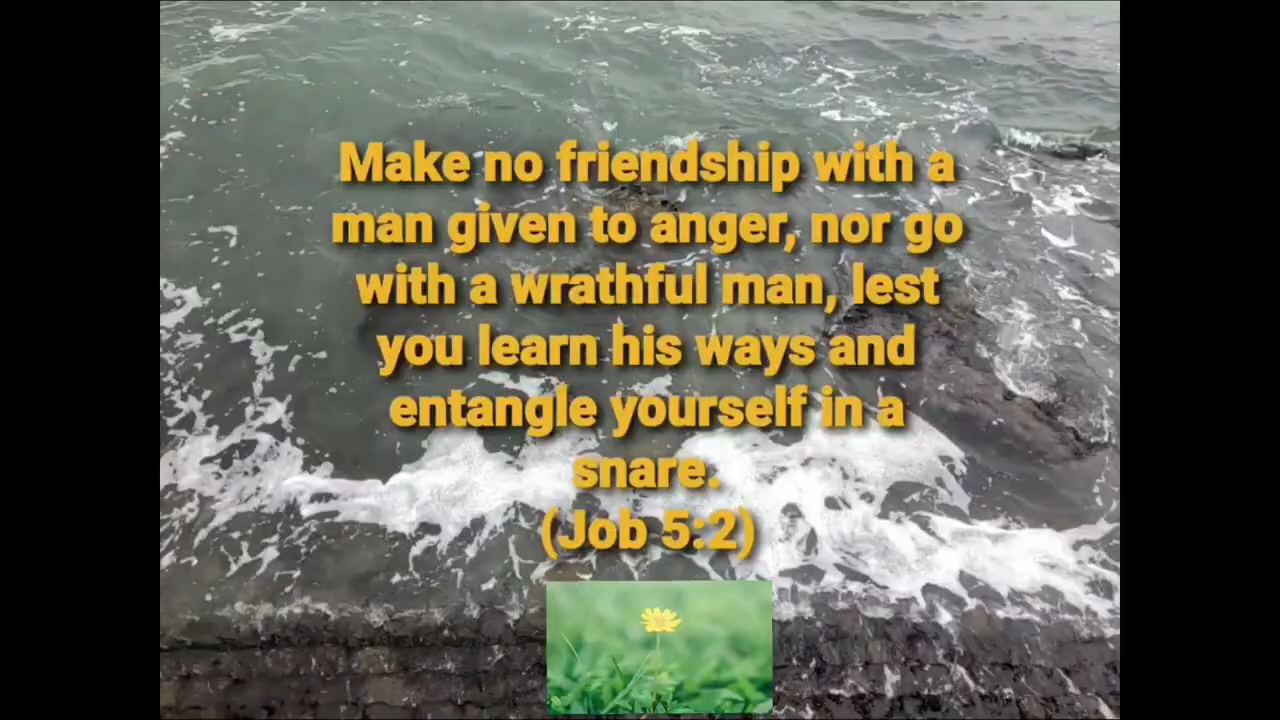 Make no friendship with a
man given to anger, nor go
with a wrathful man, lest
you learn his ways and
entangle yourself in a
snare.
(Job 5:2)